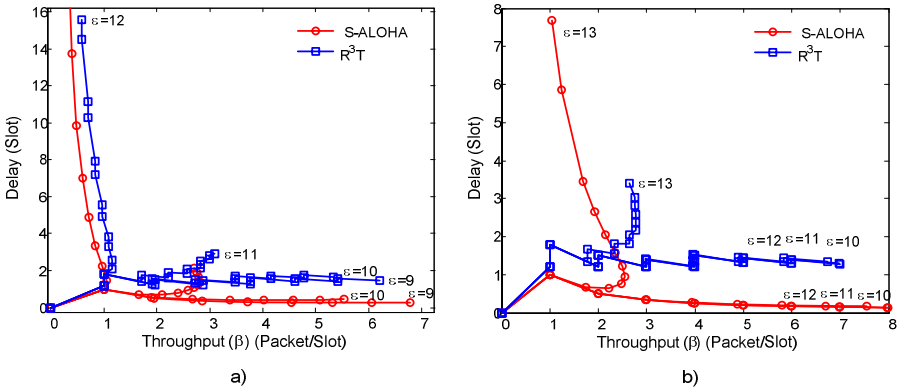 16
14
12
10
8
6
4
2
0
0 1 2 3 4 5 6 7
Delay (Slot)
Throughput (β) (Packet/Slot)
S-ALOHA
R³T
ε=12
ε=11
ε=10
ε=9
ε=10
ε=9
a)
8
7
6
5
4
3
2
1
0
0 1 2 3 4 5 6 7 8
Delay (Slot)
Throughput (β) (Packet/Slot)
S-ALOHA
R³T
ε=13
ε=13
ε=12 ε=11 ε=10
ε=12 ε=11 ε=10
b)